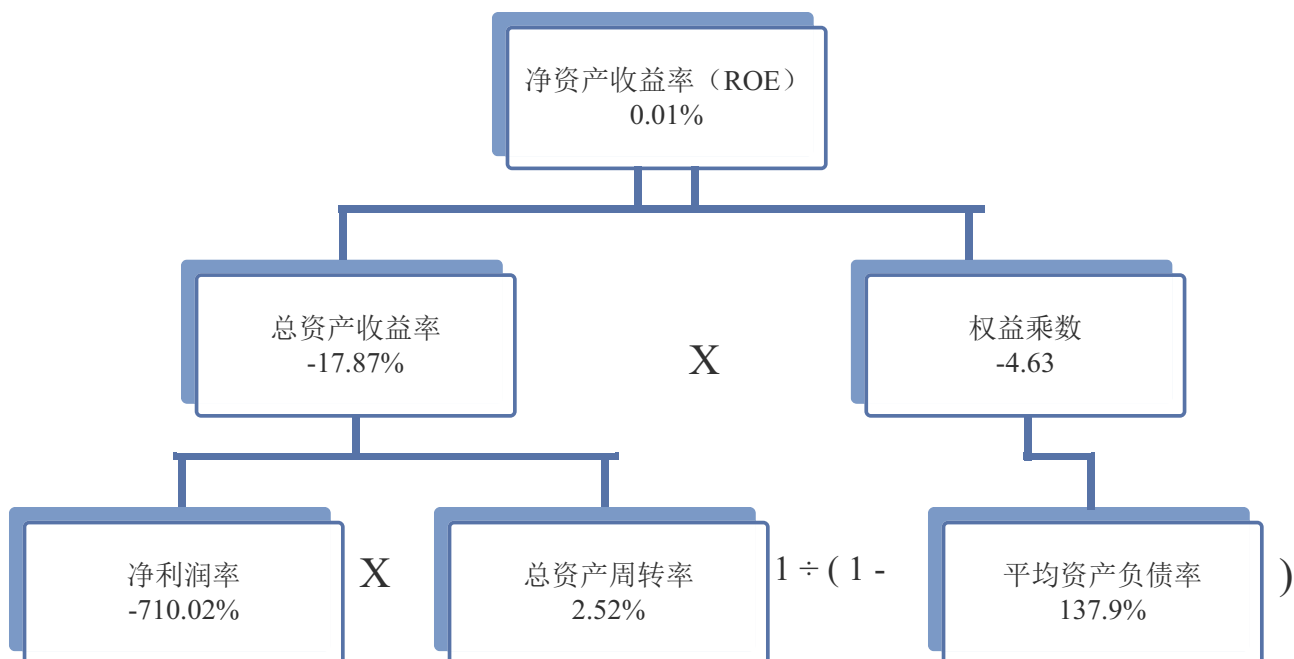 净资产收益率（ROE）
0.01%
总资产收益率
-17.87%
X
权益乘数
-4.63
净利润率
-710.02%
X
总资产周转率
2.52%
1 ÷ ( 1 -
平均资产负债率
137.9%
)